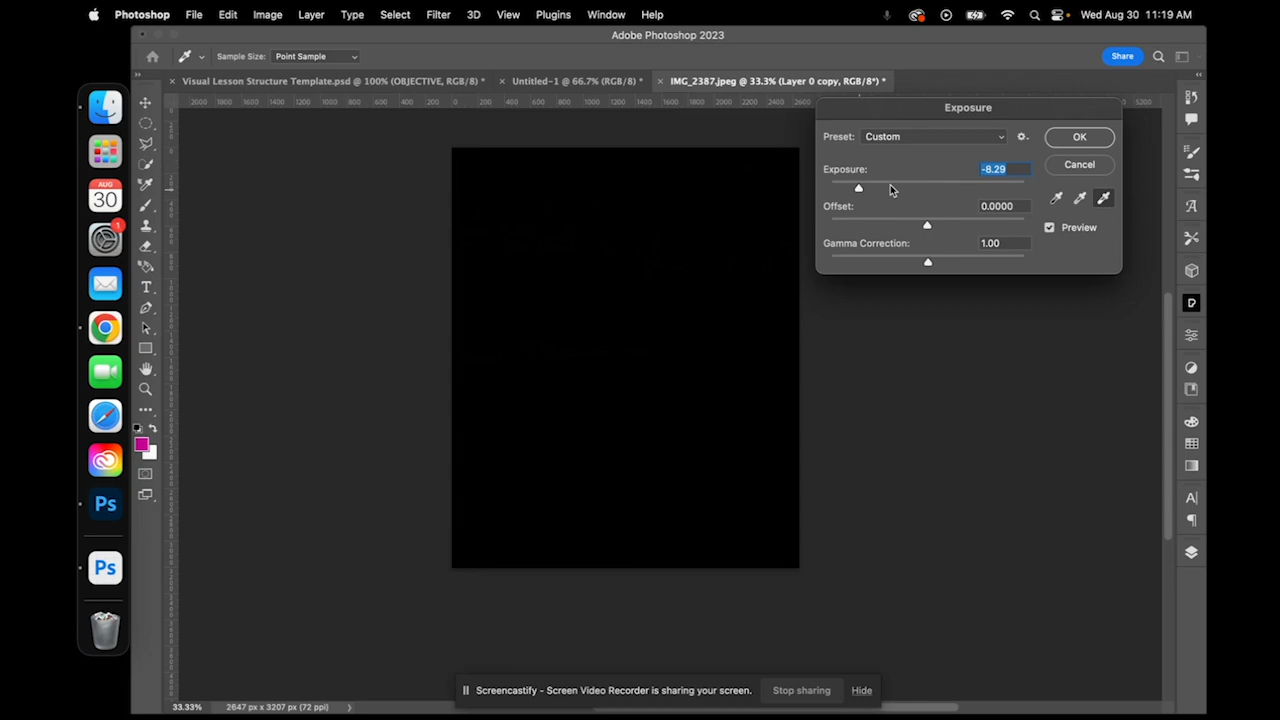 Photoshop File Edit Image Layer Type Select Filter 3D View Plugins Window Help Wed Aug 30 11:19 AM
Adobe Photoshop 2023
Sample Size: Point Sample Share
Visual Lesson Structure Template.psd @ 100% (OBJECTIVE, RGB/8) * Untitled-1 @ 66.7% (RGB/8) * IMG_2387.jpeg @ 33.3% (Layer 0 copy, RGB/8*) *
Exposure
Preset: Custom OK
Exposure: -8.29 Cancel
Offset: 0.0000
Preview
Gamma Correction: 1.00
AUG
30
1
Ps
Ps
Screencastify - Screen Video Recorder is sharing your screen. Stop sharing Hide
33.33% 2647 px x 3207 px (72 ppi)